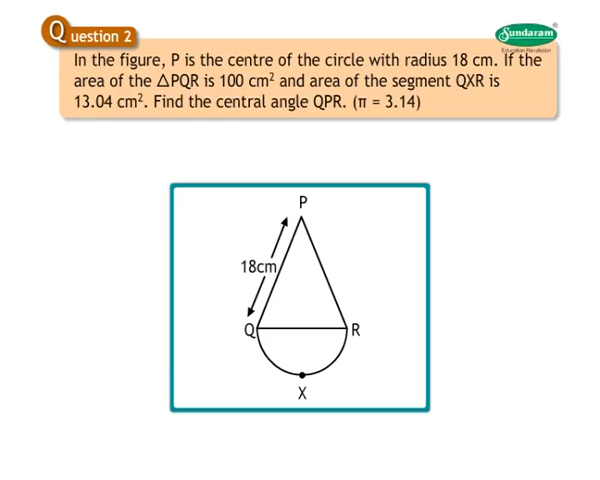 Question 2
Sundaram®
Education Revolution
In the figure, P is the centre of the circle with radius 18 cm. If the
area of the △PQR is 100 cm² and area of the segment QXR is
13.04 cm². Find the central angle QPR. (π = 3.14)
P
18cm
Q
R
X